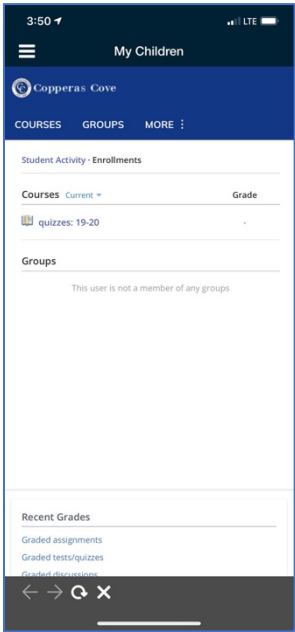 3:50
LTE
My Children
Copperas Cove
COURSES GROUPS MORE
Student Activity · Enrollments
Courses Current Grade
quizzes: 19-20 -
Groups
This user is not a member of any groups
Recent Grades
Graded assignments
Graded tests/quizzes
Graded discussions